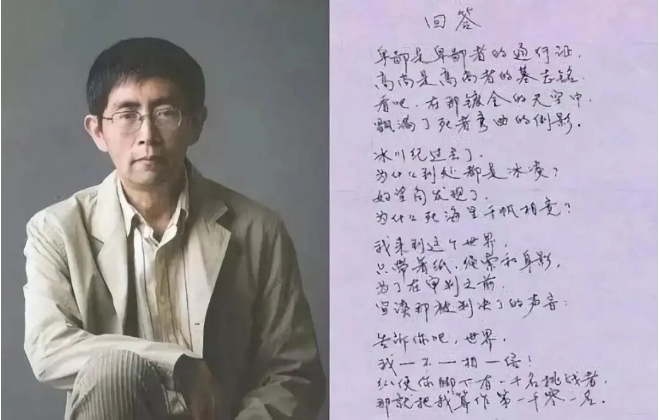 回答
卑鄙是卑鄙者的通行证，
高尚是高尚者的墓志铭，
看吧，在那镀金的天空中，
飘满了死者弯曲的倒影。
冰川纪过去了，
为什么到处都是冰凌？
好望角发现了，
为什么死海里千帆相竞？
我来到这个世界，
只带着纸、绳索和身影，
为了在审判之前，
宣读那被判决了的声音：
告诉你吧，世界，
我—不—相—信！
纵使你脚下有一千名挑战者，
那就把我算作第一千零一名。